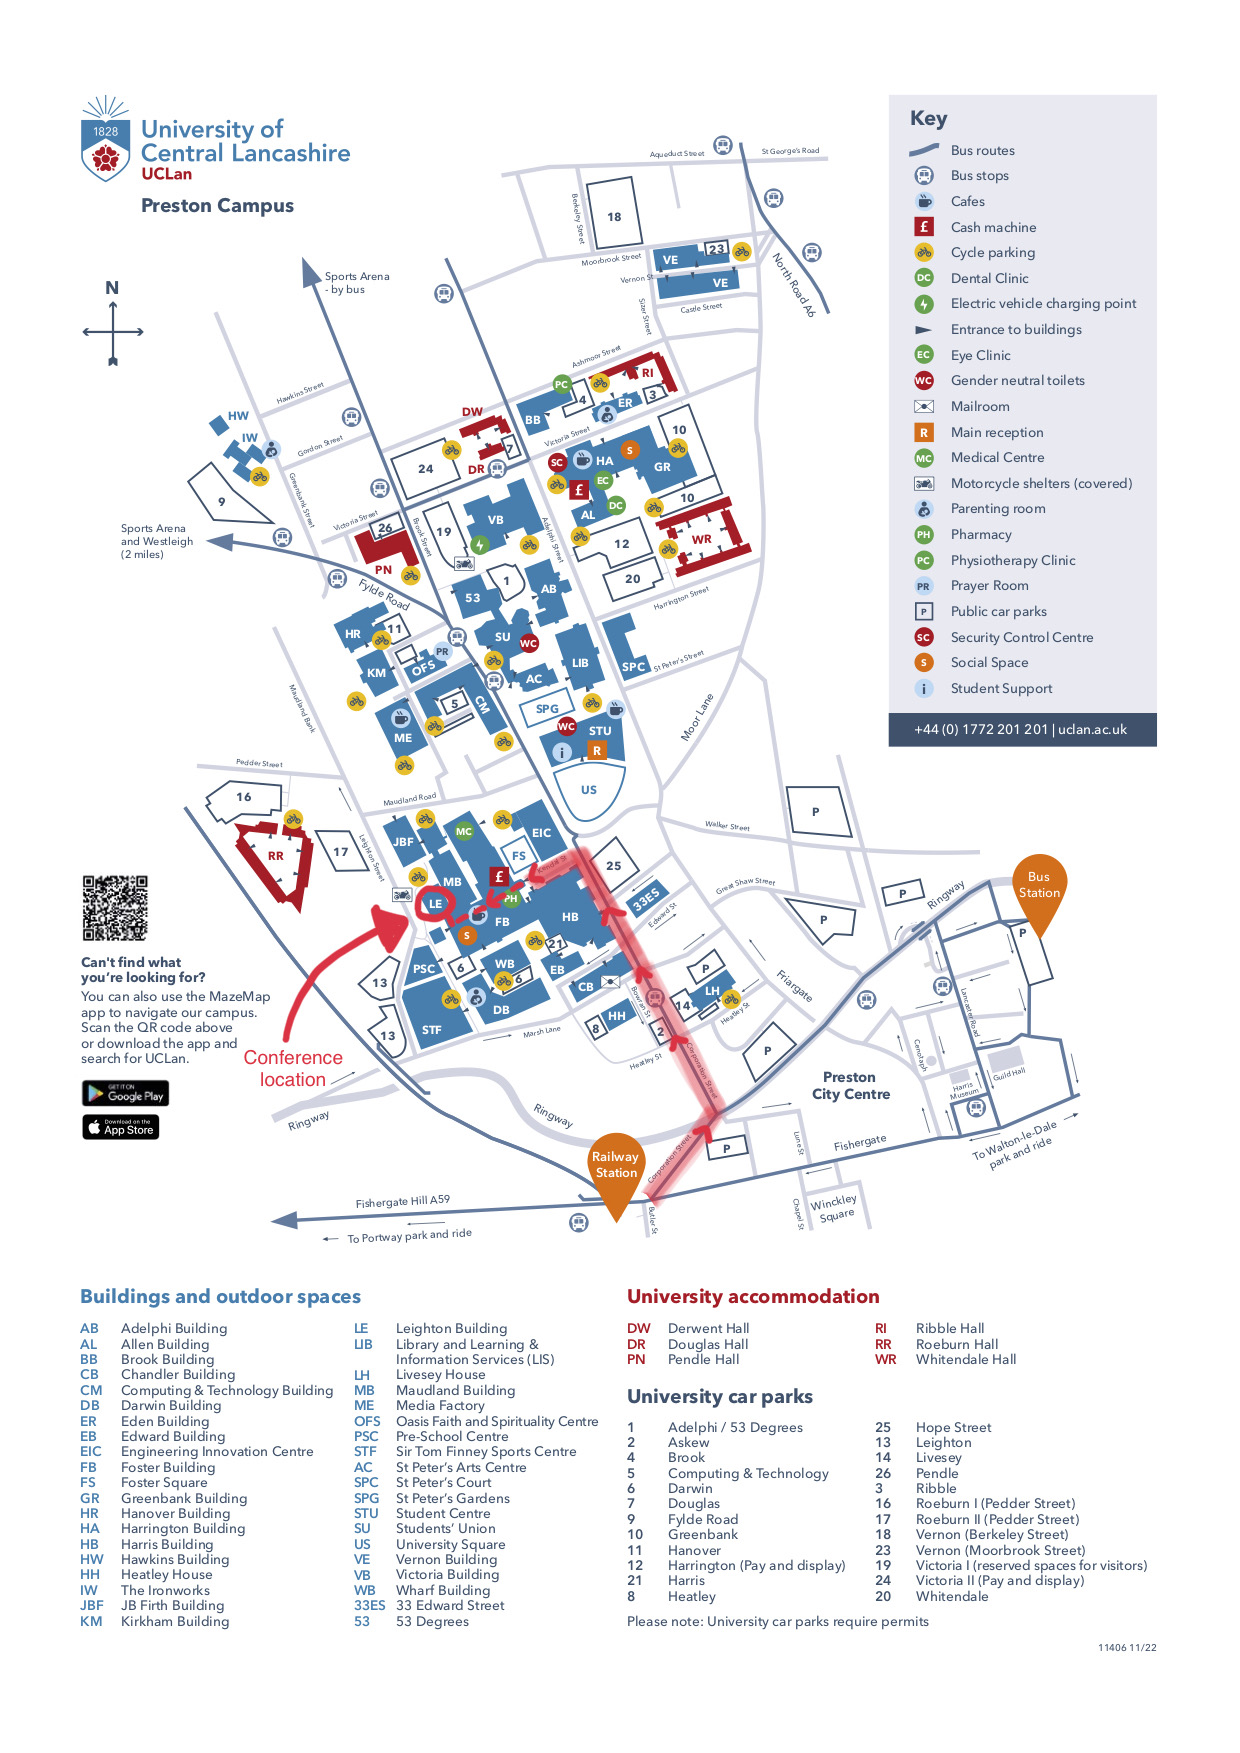 1828
University of
Central Lancashire
UCLan
Preston Campus
N
Key
Bus routes
Bus stops
Cafes
£ Cash machine
Cycle parking
DC Dental Clinic
Electric vehicle charging point
Entrance to buildings
EC Eye Clinic
WC Gender neutral toilets
Mailroom
R Main reception
MC Medical Centre
Motorcycle shelters (covered)
Parenting room
PH Pharmacy
PC Physiotherapy Clinic
PR Prayer Room
P Public car parks
SC Security Control Centre
S Social Space
i Student Support
+44 (0) 1772 201 201 | uclan.ac.uk
Aqueduct Street
St George's Road
Berkeley Street
18
Moorbrook Street
VE
23
Vernon St
VE
North Road A6
Sizer Street
Castle Street
Sports Arena
- by bus
Ashmoor Street
RI
PC
4
3
ER
BB
Victoria Street
Hawkins Street
HW
IW
Gordon Street
DW
7
DR
24
10
SC
HA
S
GR
EC
£
DC
10
AL
9
Greenbank Street
Victoria Street
26
Brook Street
19
VB
Adelphi Street
12
WR
Sports Arena
and Westleigh
(2 miles)
PN
Fylde Road
53
1
AB
20
Harrington Street
HR
11
PR
SU
WC
LIB
SPC
St Peter's Street
KM
OFS
AC
Maudland Bank
5
CM
SPG
Moor Lane
ME
WC
STU
i
R
US
Pedder Street
16
Maudland Road
RR
17
Leighton Street
JBF
MC
EIC
FS
Kendal St
25
Walker Street
P
MB
£
PH
LE
FB
HB
33ES
Edward St
Great Shaw Street
P
P
Ringway
Bus
Station
P
S
21
PSC
6
WB
6
EB
CB
13
DB
STF
13
Marsh Lane
HH
8
Bowran St
2
14
LH
P
Heatley St
Heatley St
Friargate
P
Corporation Street
Lancaster Road
Cenotaph
Harris
Museum
Guild Hall
Preston
City Centre
Can't find what
you're looking for?
You can also use the MazeMap
app to navigate our campus.
Scan the QR code above
or download the app and
search for UCLan.
GET IT ON
Google Play
Download on the
App Store
Conference
location
Ringway
Ringway
Railway
Station
Corporation Street
P
Lune St
Fishergate
To Walton-le-Dale
park and ride
Fishergate Hill A59
To Portway park and ride
Butler St
Chapel St
Winckley
Square
Buildings and outdoor spaces
AB Adelphi Building
AL Allen Building
BB Brook Building
CB Chandler Building
CM Computing & Technology Building
DB Darwin Building
ER Eden Building
EB Edward Building
EIC Engineering Innovation Centre
FB Foster Building
FS Foster Square
GR Greenbank Building
HR Hanover Building
HA Harrington Building
HB Harris Building
HW Hawkins Building
HH Heatley House
IW The Ironworks
JBF JB Firth Building
KM Kirkham Building
LE Leighton Building
LIB Library and Learning &
Information Services (LIS)
LH Livesey House
MB Maudland Building
ME Media Factory
OFS Oasis Faith and Spirituality Centre
PSC Pre-School Centre
STF Sir Tom Finney Sports Centre
AC St Peter's Arts Centre
SPC St Peter's Court
SPG St Peter's Gardens
STU Student Centre
SU Students' Union
US University Square
VE Vernon Building
VB Victoria Building
WB Wharf Building
33ES 33 Edward Street
53 53 Degrees
University accommodation
DW Derwent Hall
DR Douglas Hall
PN Pendle Hall
RI Ribble Hall
RR Roeburn Hall
WR Whitendale Hall
University car parks
1 Adelphi / 53 Degrees
2 Askew
4 Brook
5 Computing & Technology
6 Darwin
7 Douglas
9 Fylde Road
10 Greenbank
11 Hanover
12 Harrington (Pay and display)
21 Harris
8 Heatley
25 Hope Street
13 Leighton
14 Livesey
26 Pendle
3 Ribble
16 Roeburn I (Pedder Street)
17 Roeburn II (Pedder Street)
18 Vernon (Berkeley Street)
23 Vernon (Moorbrook Street)
19 Victoria I (reserved spaces for visitors)
24 Victoria II (Pay and display)
20 Whitendale
Please note: University car parks require permits
11406 11/22